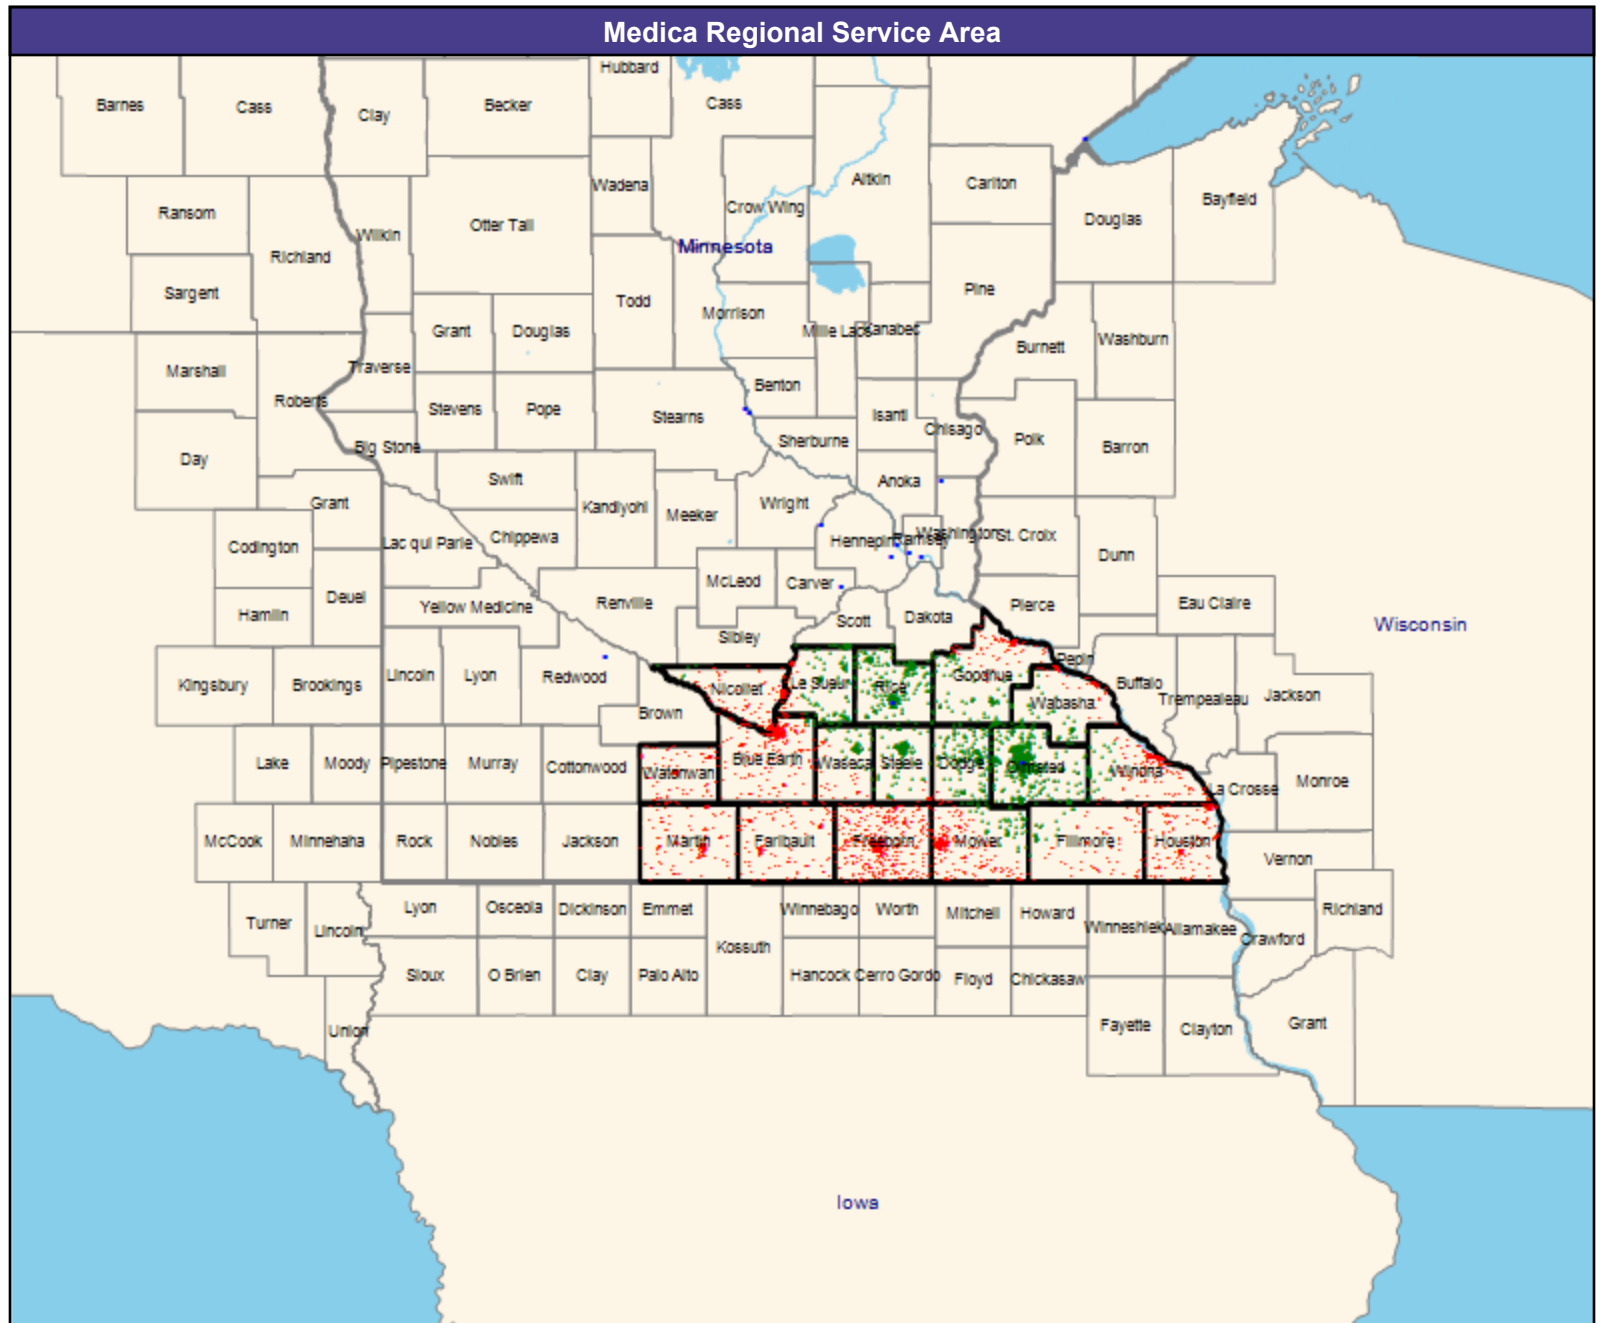 Medica Regional Service Area
Hubbard
Barnes
Cass
Clay
Becker
Cass
Wadena
Aitkin
Carlton
Ransom
Crow Wing
Douglas
Bayfield
Otter Tail
Wilkin
Minnesota
Richland
Sargent
Todd
Pine
Morrison
Grant
Douglas
Mille Lacs
Kanabec
Burnett
Washburn
Marshall
Traverse
Benton
Roberts
Stevens
Pope
Stearns
Isanti
Chisago
Polk
Barron
Sherburne
Big Stone
Day
Swift
Anoka
Grant
Kandiyohi
Meeker
Wright
Codington
Lac qui Parle
Chippewa
Hennepin
Ramsey
Washington
St. Croix
Dunn
McLeod
Carver
Deuel
Yellow Medicine
Renville
Pierce
Eau Claire
Hamlin
Scott
Dakota
Sibley
Wisconsin
Pepin
Kingsbury
Brookings
Lincoln
Lyon
Redwood
Nicollet
Le Sueur
Rice
Goodhue
Buffalo
Trempealeau
Jackson
Brown
Wabasha
Lake
Moody
Pipestone
Murray
Cottonwood
Watonwan
Blue Earth
Waseca
Steele
Dodge
Olmsted
Winona
La Crosse
Monroe
McCook
Minnehaha
Rock
Nobles
Jackson
Martin
Faribault
Freeborn
Mower
Fillmore
Houston
Vernon
Turner
Lincoln
Lyon
Osceola
Dickinson
Emmet
Winnebago
Worth
Mitchell
Howard
Winneshiek
Allamakee
Crawford
Richland
Kossuth
Sioux
O Brien
Clay
Palo Alto
Hancock
Cerro Gordo
Floyd
Chickasaw
Union
Fayette
Clayton
Grant
Iowa